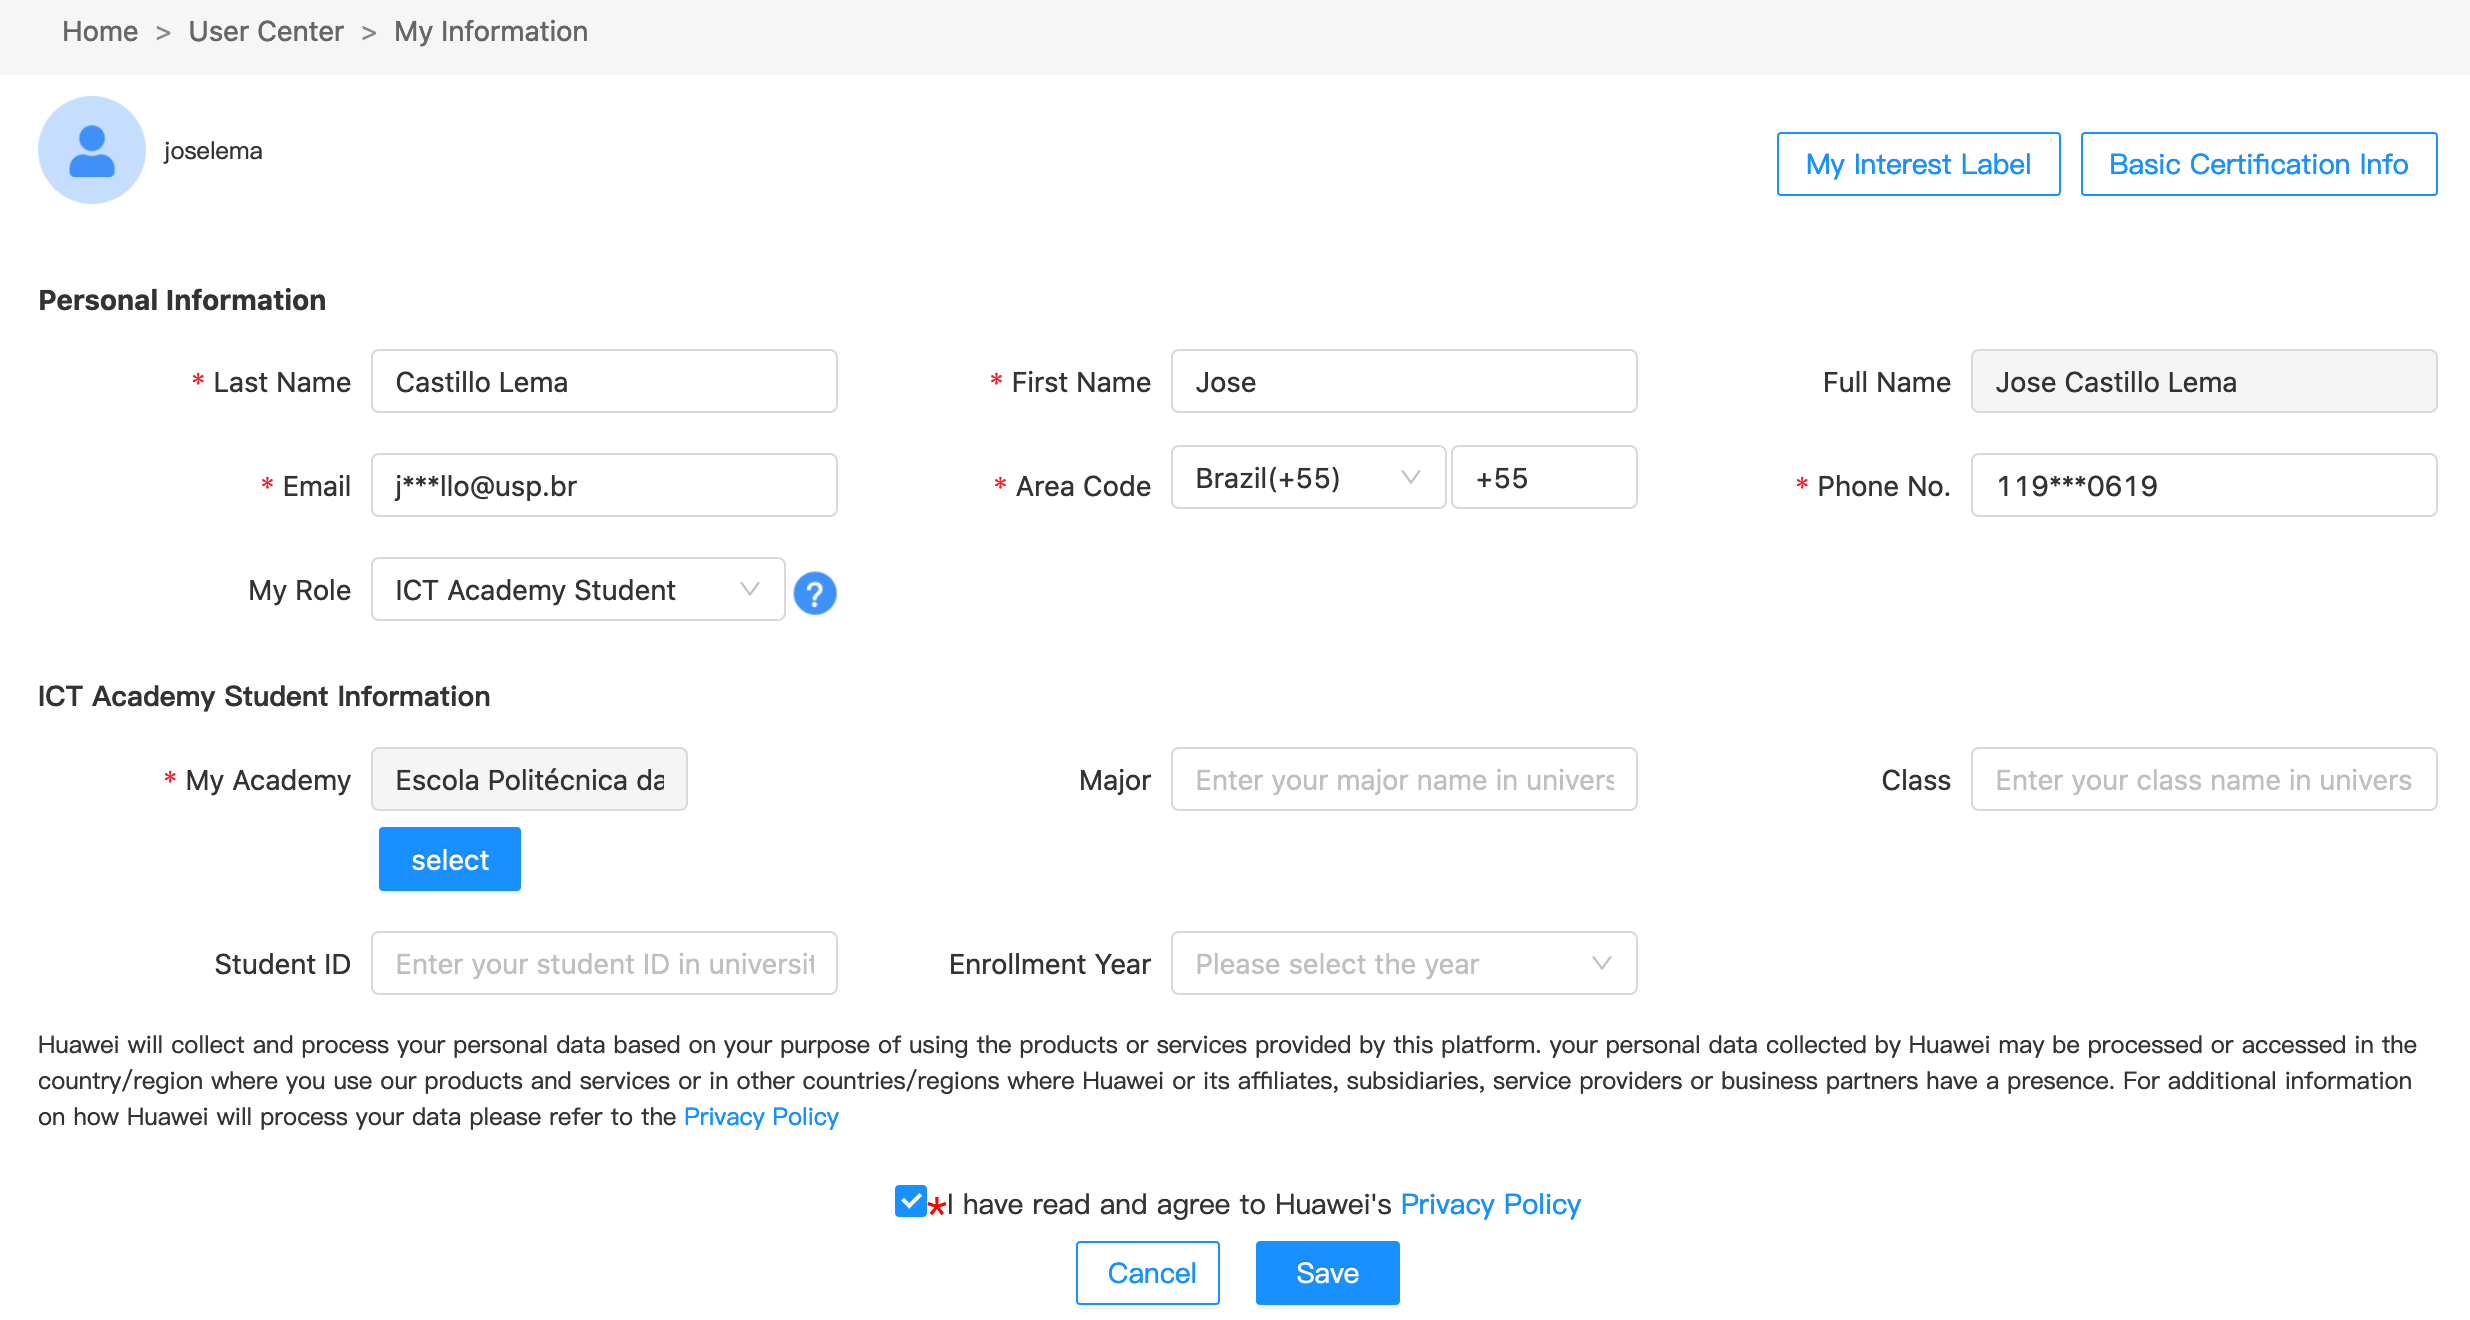 Home > User Center > My Information
joselema
My Interest Label
Basic Certification Info
Personal Information
* Last Name Castillo Lema
* First Name Jose
Full Name Jose Castillo Lema
* Email j***llo@usp.br
* Area Code Brazil(+55) +55
* Phone No. 119***0619
My Role ICT Academy Student ?
ICT Academy Student Information
* My Academy Escola Politécnica da
select
Major Enter your major name in univers
Class Enter your class name in univers
Student ID Enter your student ID in universit
Enrollment Year Please select the year
Huawei will collect and process your personal data based on your purpose of using the products or services provided by this platform. your personal data collected by Huawei may be processed or accessed in the
country/region where you use our products and services or in other countries/regions where Huawei or its affiliates, subsidiaries, service providers or business partners have a presence. For additional information
on how Huawei will process your data please refer to the Privacy Policy
*I have read and agree to Huawei's Privacy Policy
Cancel
Save